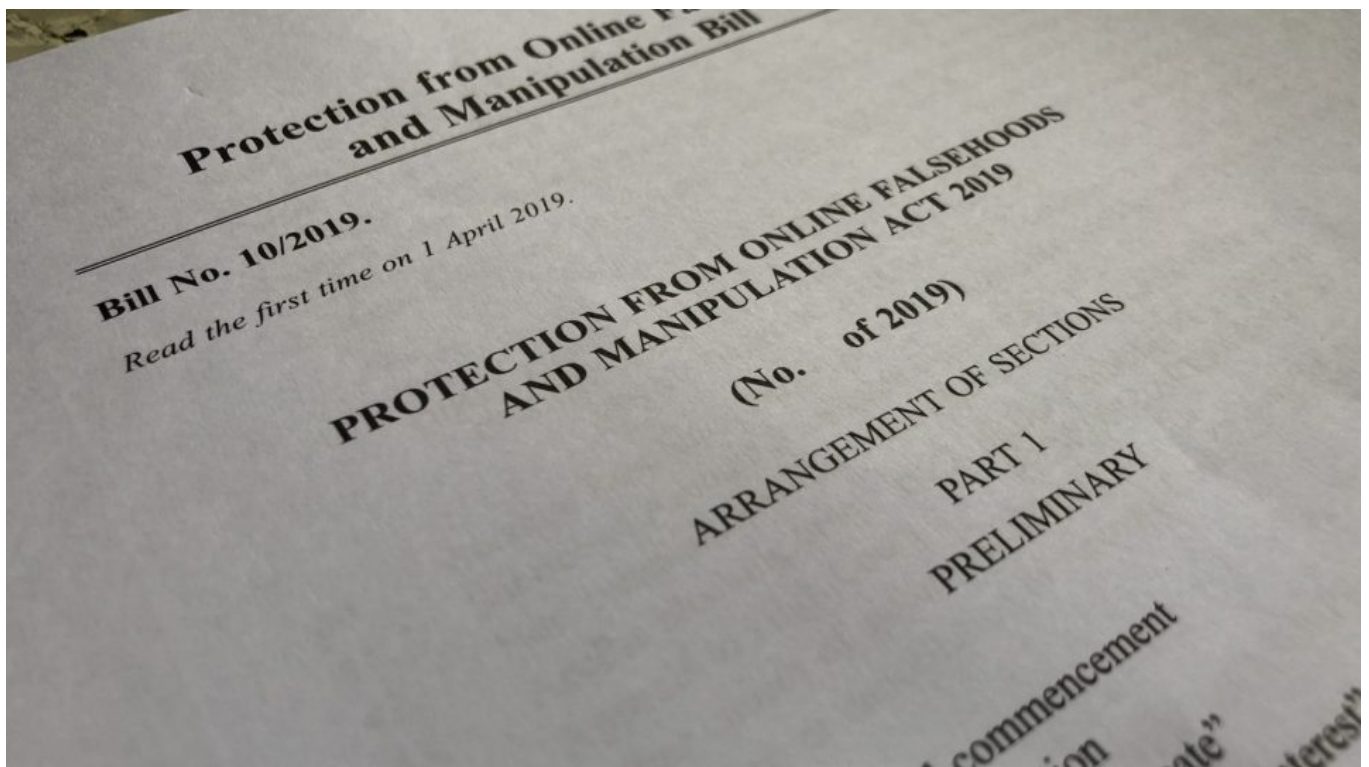 Protection from Online
and Manipulation Bill
Bill No. 10/2019.
Read the first time on 1 April 2019.
PROTECTION FROM ONLINE FALSEHOODS
AND MANIPULATION ACT 2019
(No. of 2019)
ARRANGEMENT OF SECTIONS
PART 1
PRELIMINARY
commencement